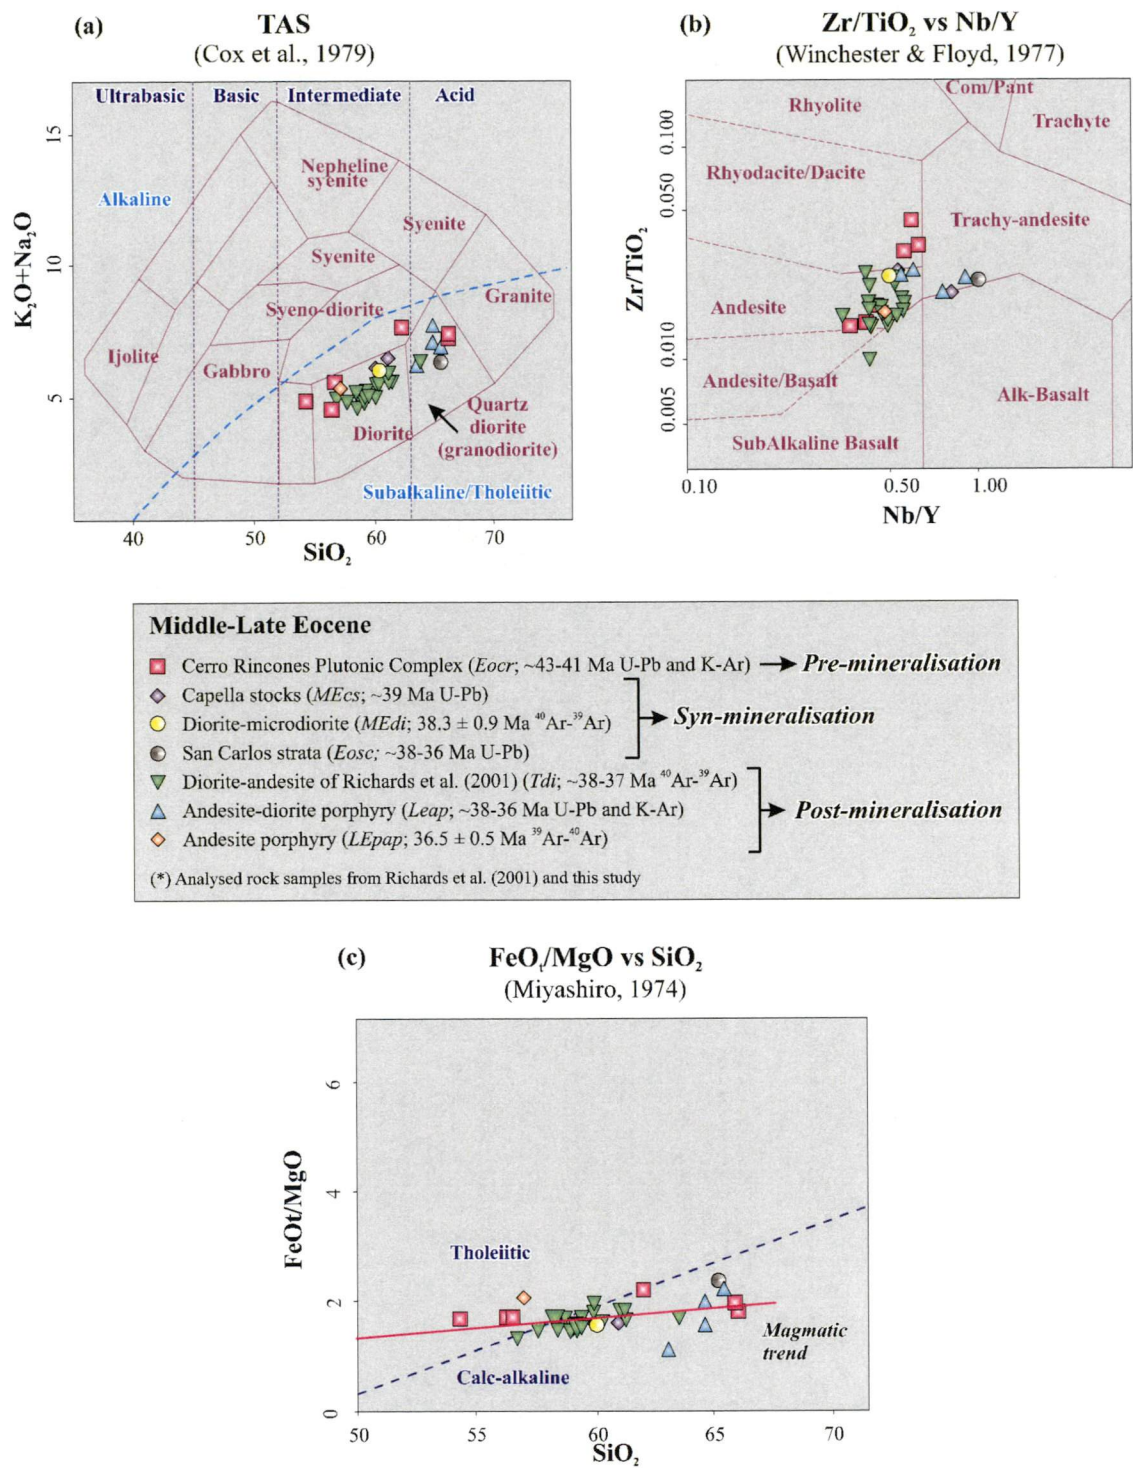 (a) TAS
(Cox et al., 1979)
Ultrabasic Basic Intermediate Acid
Nepheline
syenite
Alkaline
Syenite
Syenite
Granite
Syeno-diorite
Ijolite
Gabbro
Quartz
diorite
(granodiorite)
Diorite
Subalkaline/Tholeiitic
K₂O+Na₂O
5 10 15
40 50 60 70
SiO₂
(b) Zr/TiO₂ vs Nb/Y
(Winchester & Floyd, 1977)
Com/Pant
Rhyolite
Trachyte
Rhyodacite/Dacite
Trachy-andesite
Andesite
Andesite/Basalt
Alk-Basalt
SubAlkaline Basalt
Zr/TiO₂
0.005 0.010 0.050 0.100
0.10 0.50 1.00
Nb/Y
Middle-Late Eocene
Cerro Rincones Plutonic Complex (Eocr; ~43-41 Ma U-Pb and K-Ar) Pre-mineralisation
Capella stocks (MEcs; ~39 Ma U-Pb)
Diorite-microdiorite (MEdi; 38.3 ± 0.9 Ma ⁴⁰Ar-³⁹Ar) Syn-mineralisation
San Carlos strata (Eosc; ~38-36 Ma U-Pb)
Diorite-andesite of Richards et al. (2001) (Tdi; ~38-37 Ma ⁴⁰Ar-³⁹Ar)
Andesite-diorite porphyry (Leap; ~38-36 Ma U-Pb and K-Ar) Post-mineralisation
Andesite porphyry (LEpap; 36.5 ± 0.5 Ma ³⁹Ar-⁴⁰Ar)
(*) Analysed rock samples from Richards et al. (2001) and this study
(c) FeOₜ/MgO vs SiO₂
(Miyashiro, 1974)
Tholeiitic
Calc-alkaline
Magmatic
trend
FeOt/MgO
0 2 4 6
50 55 60 65 70
SiO₂